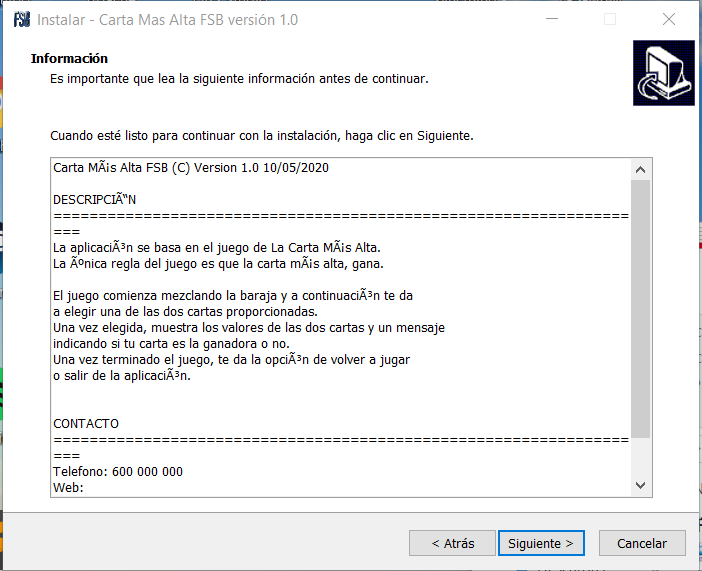 FSB Instalar - Carta Mas Alta FSB versión 1.0
Información
Es importante que lea la siguiente información antes de continuar.
Cuando esté listo para continuar con la instalación, haga clic en Siguiente.
Carta MÃ¡s Alta FSB (C) Version 1.0 10/05/2020
DESCRIPCIÃ“N
================================================================
===
La aplicaciÃ³n se basa en el juego de La Carta MÃ¡s Alta.
La Ãºnica regla del juego es que la carta mÃ¡s alta, gana.
El juego comienza mezclando la baraja y a continuaciÃ³n te da
a elegir una de las dos cartas proporcionadas.
Una vez elegida, muestra los valores de las dos cartas y un mensaje
indicando si tu carta es la ganadora o no.
Una vez terminado el juego, te da la opciÃ³n de volver a jugar
o salir de la aplicaciÃ³n.
CONTACTO
================================================================
===
Telefono: 600 000 000
Web:
< Atrás
Siguiente >
Cancelar